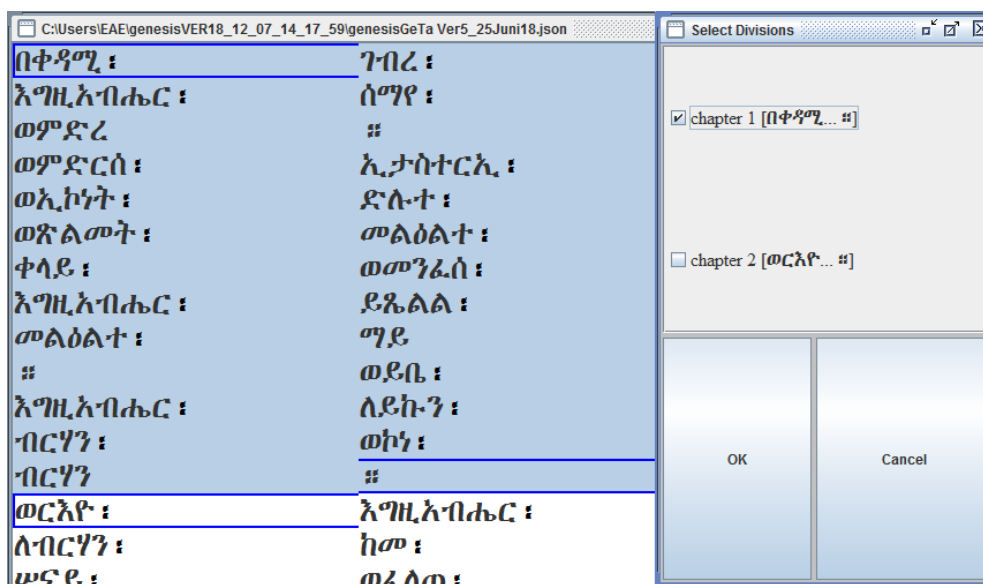 C:\Users\EAE\genesisVER18_12_07_14_17_59\genesisGeTa Ver5_25Juni18.json
በቀዳሚ ፡ ገብረ ፡
እግዚአብሔር ፡ ሰማየ ፡
ወምድረ ።
ወምድርሰ ፡ ኢታስተርኢ ፡
ወኢኮነት ፡ ድሉተ ፡
ወጽልመት ፡ መልዕልተ ፡
ቀላይ ፡ ወመንፈሰ ፡
እግዚአብሔር ፡ ይጼልል ፡
መልዕልተ ፡ ማይ
። ወይቤ ፡
እግዚአብሔር ፡ ለይኩን ፡
ብርሃን ፡ ወኮነ ፡
ብርሃን ።
ወርእዮ ፡ እግዚአብሔር ፡
ለብርሃን ፡ ከመ ፡
ሠናይ ፡ ወፈለጠ ፡
Select Divisions
chapter 1 [በቀዳሚ... ።]
chapter 2 [ወርእዮ... ።]
OK Cancel